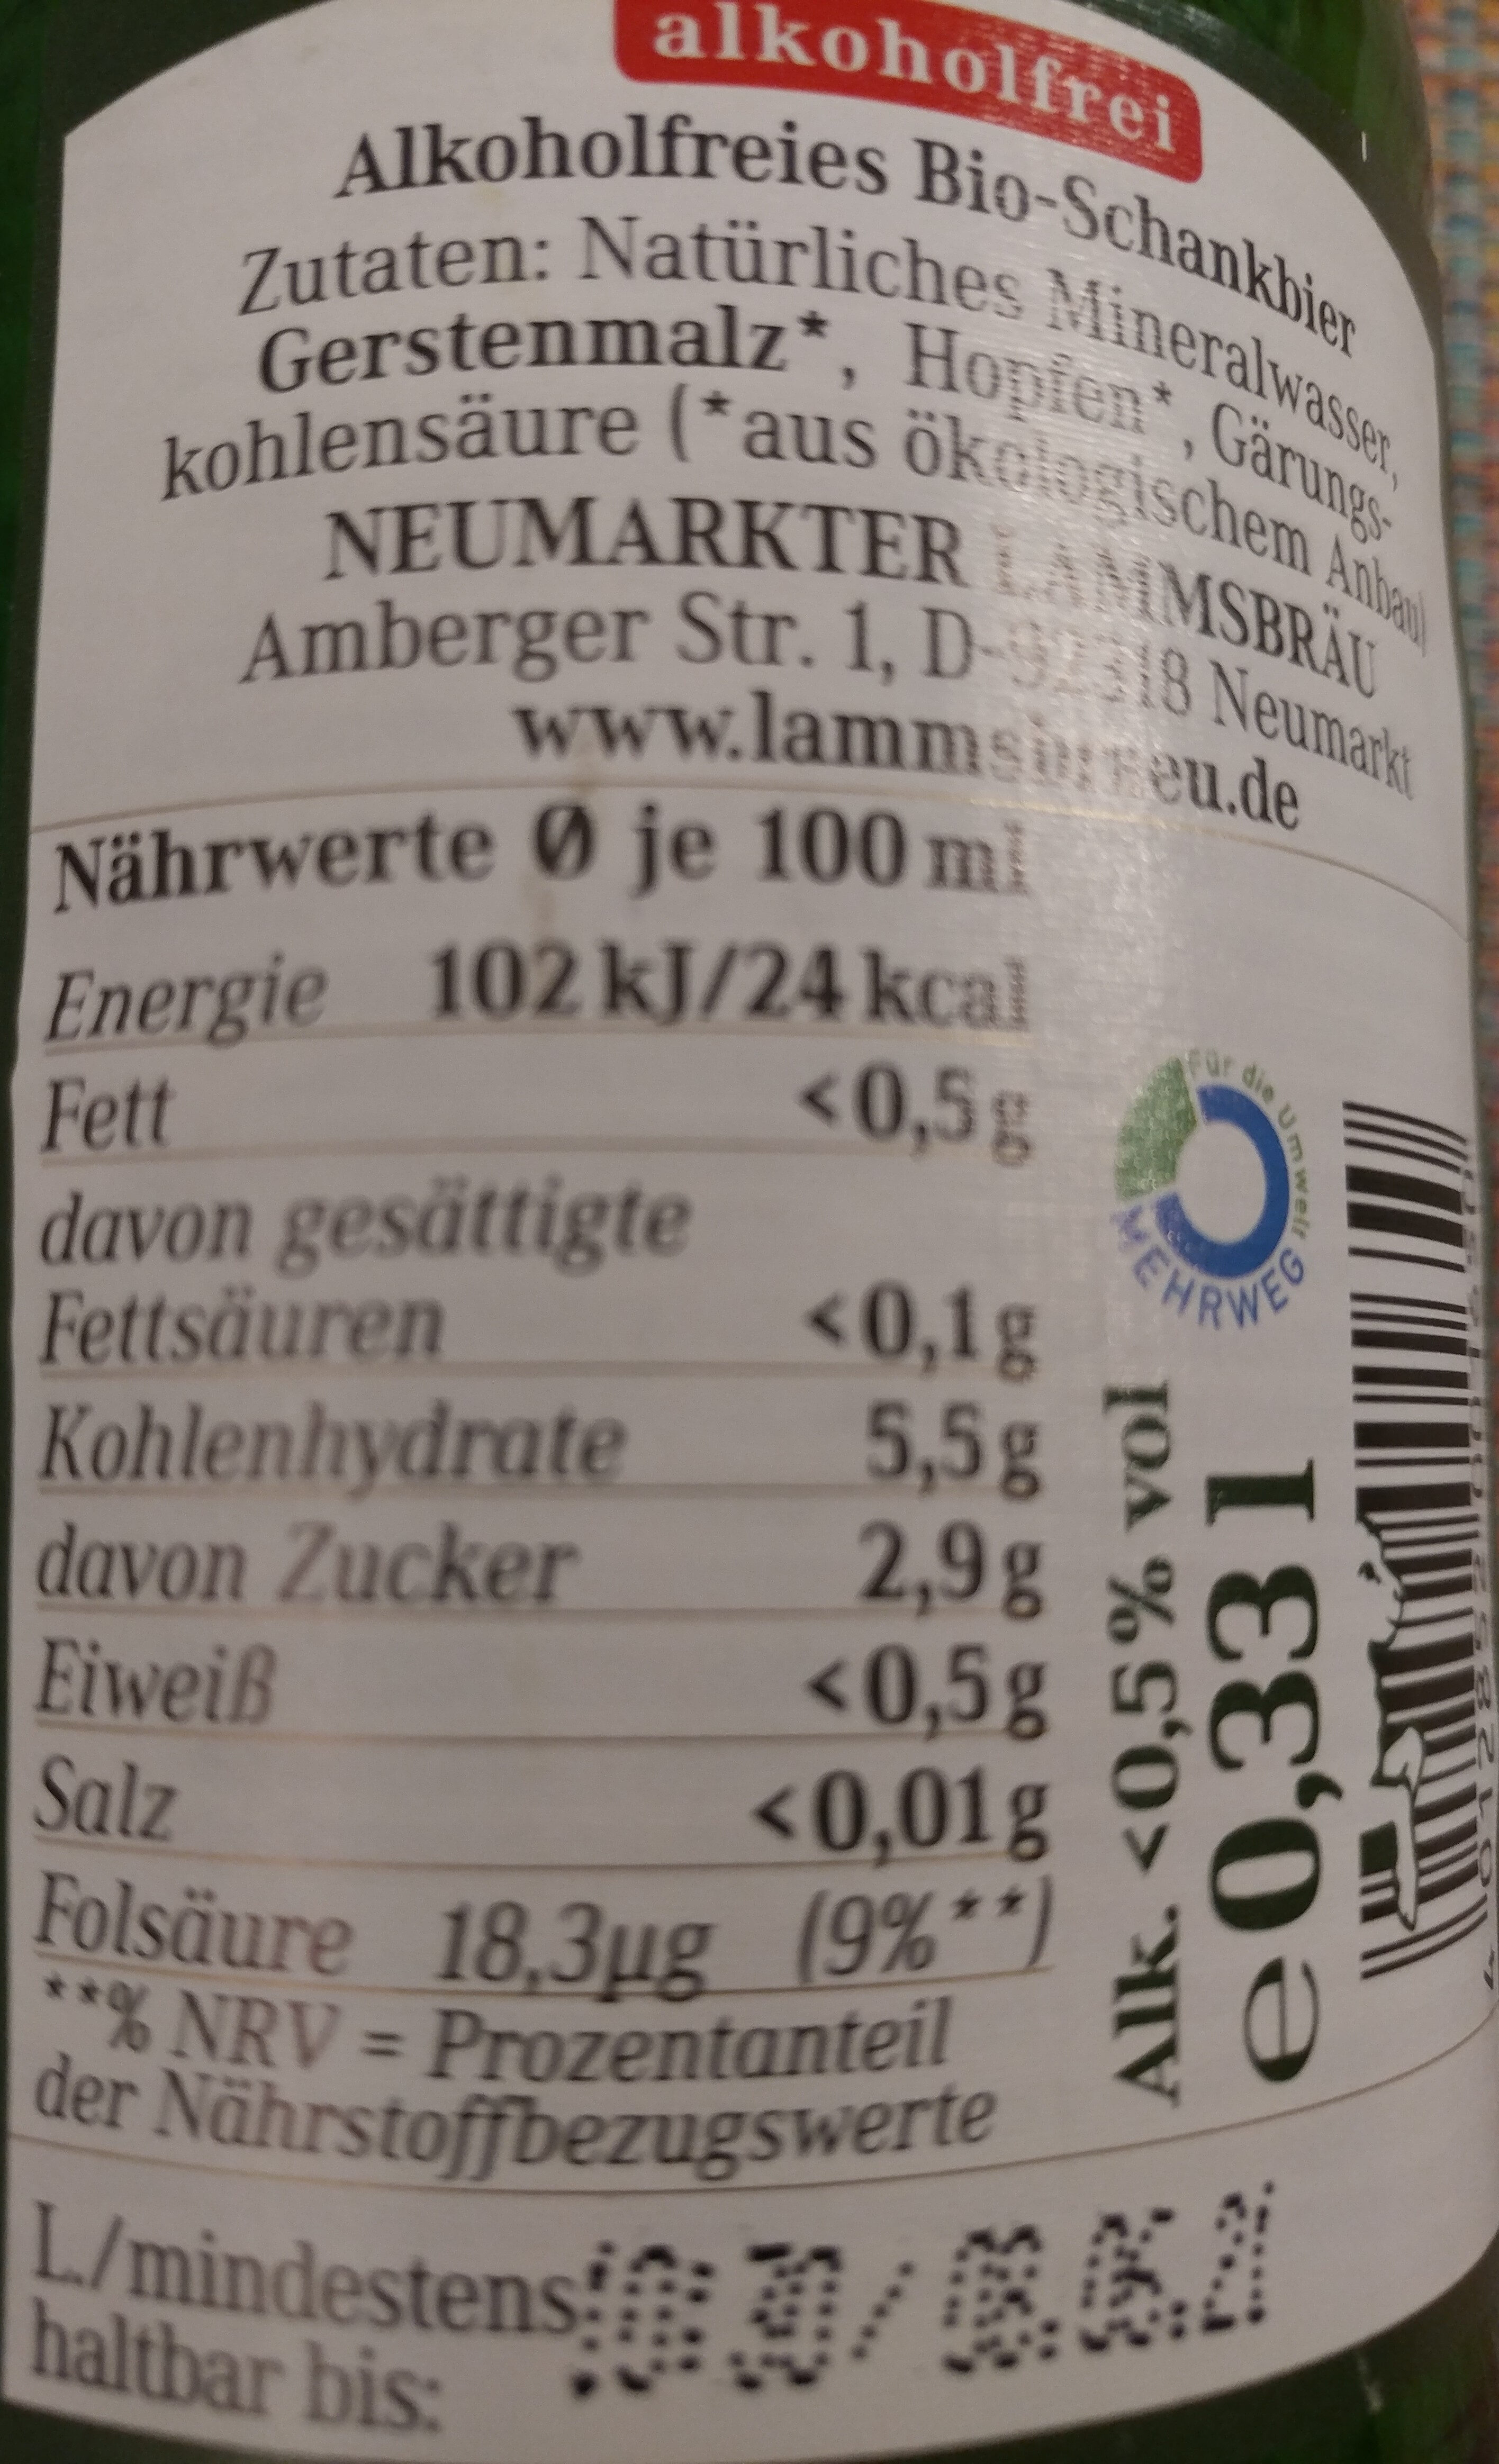 alkoholfrei
Alkoholfreies Bio-Schankbier
Zutaten: Natürliches Mineralwasser,
Gerstenmalz*, Hopfen*, Gärungs-
kohlensäure (*aus ökologischem Anbau)
NEUMARKTER LAMMSBRÄU
Amberger Str. 1, D-92318 Neumarkt
www.lammsbraeu.de
Nährwerte Ø je 100 ml
Energie 102 kJ/24 kcal
Fett <0,5 g
davon gesättigte
Fettsäuren <0,1 g
Kohlenhydrate 5,5 g
davon Zucker 2,9 g
Eiweiß <0,5 g
Salz <0,01 g
Folsäure 18,3 µg (9%**)
**% NRV = Prozentanteil
der Nährstoffbezugswerte
L./mindestens
haltbar bis:
Für die Umwelt
MEHRWEG
Alk. <0,5% vol
e 0,33 l